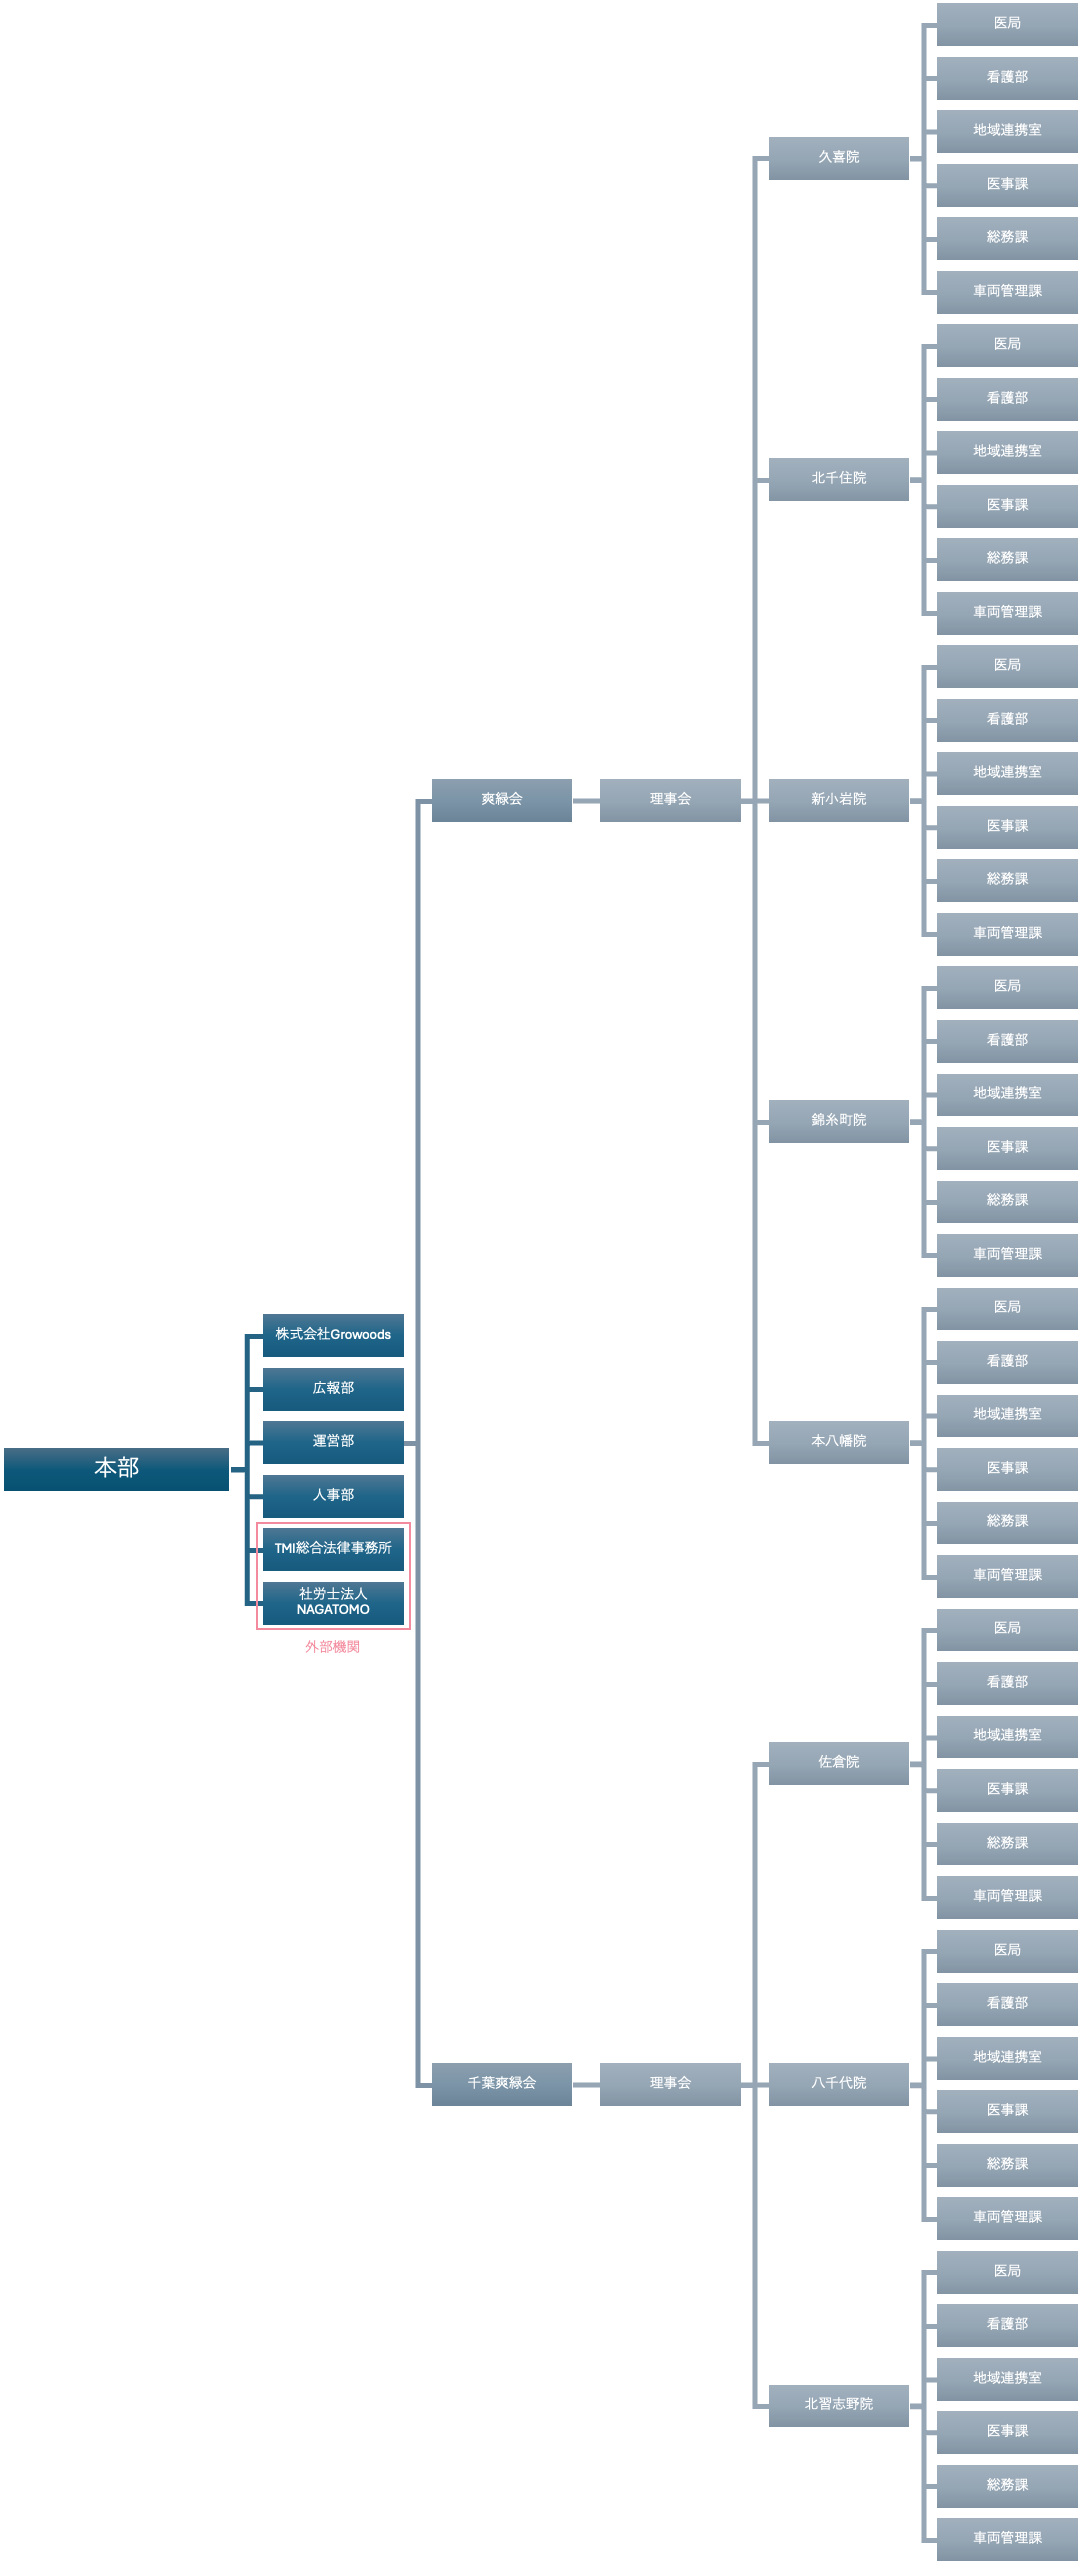 本部
株式会社Growoods
広報部
運営部
人事部
TMI総合法律事務所
社労士法人
NAGATOMO
外部機関
爽緑会
理事会
久喜院
医局
看護部
地域連携室
医事課
総務課
車両管理課
北千住院
医局
看護部
地域連携室
医事課
総務課
車両管理課
新小岩院
医局
看護部
地域連携室
医事課
総務課
車両管理課
錦糸町院
医局
看護部
地域連携室
医事課
総務課
車両管理課
本八幡院
医局
看護部
地域連携室
医事課
総務課
車両管理課
千葉爽緑会
理事会
佐倉院
医局
看護部
地域連携室
医事課
総務課
車両管理課
八千代院
医局
看護部
地域連携室
医事課
総務課
車両管理課
北習志野院
医局
看護部
地域連携室
医事課
総務課
車両管理課